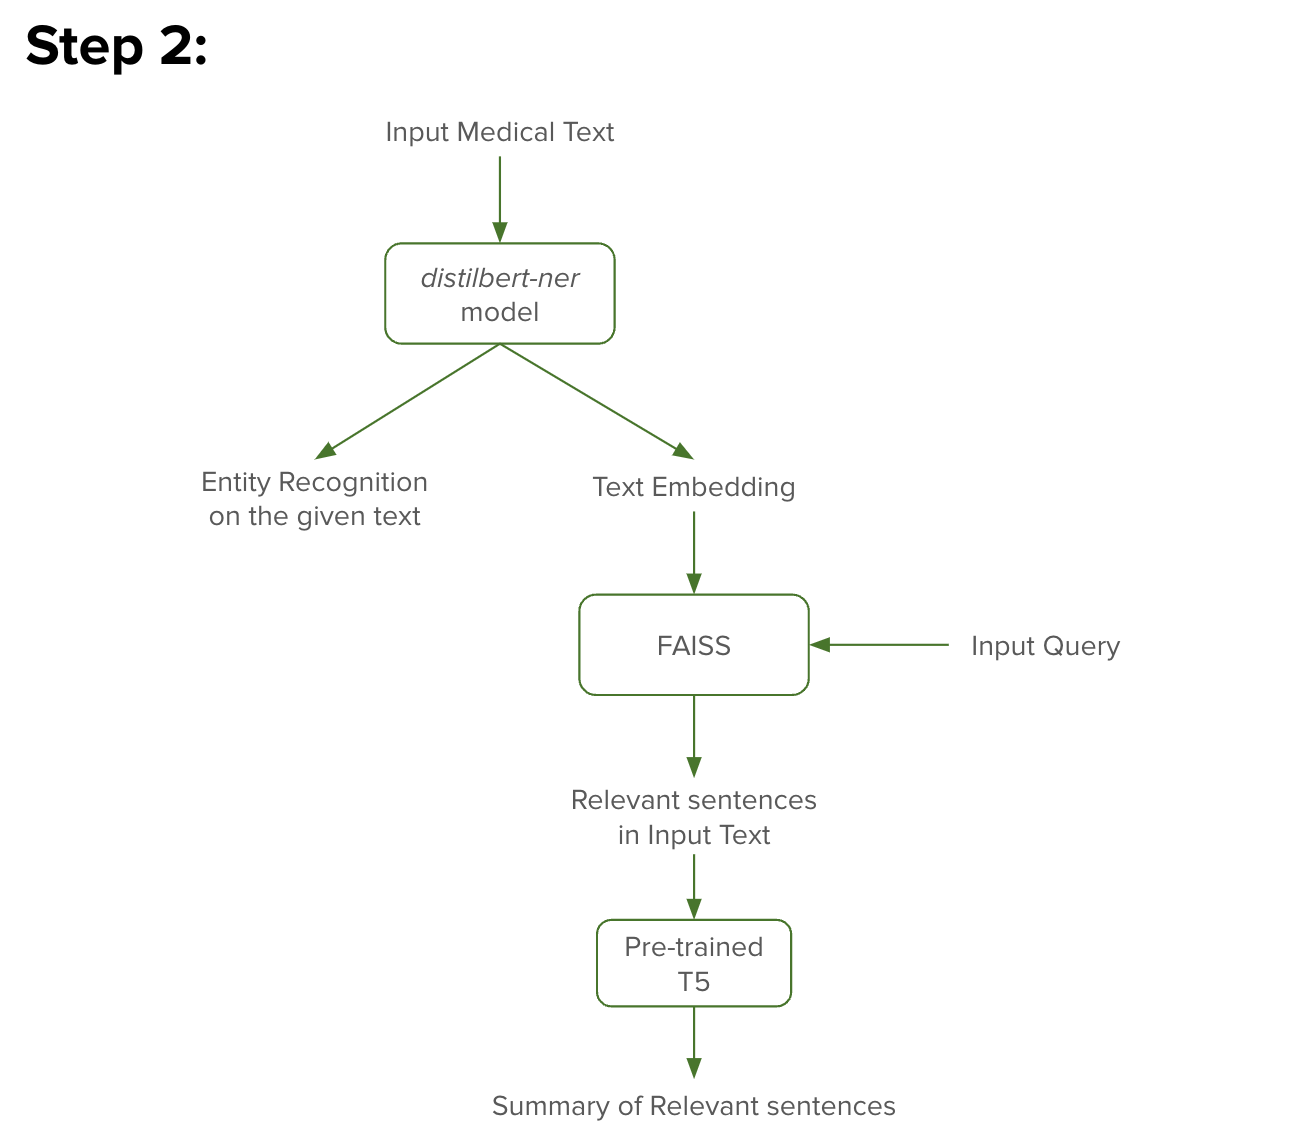 Step 2:
Input Medical Text
distilbert-ner
model
Entity Recognition
on the given text
Text Embedding
FAISS
Input Query
Relevant sentences
in Input Text
Pre-trained
T5
Summary of Relevant sentences